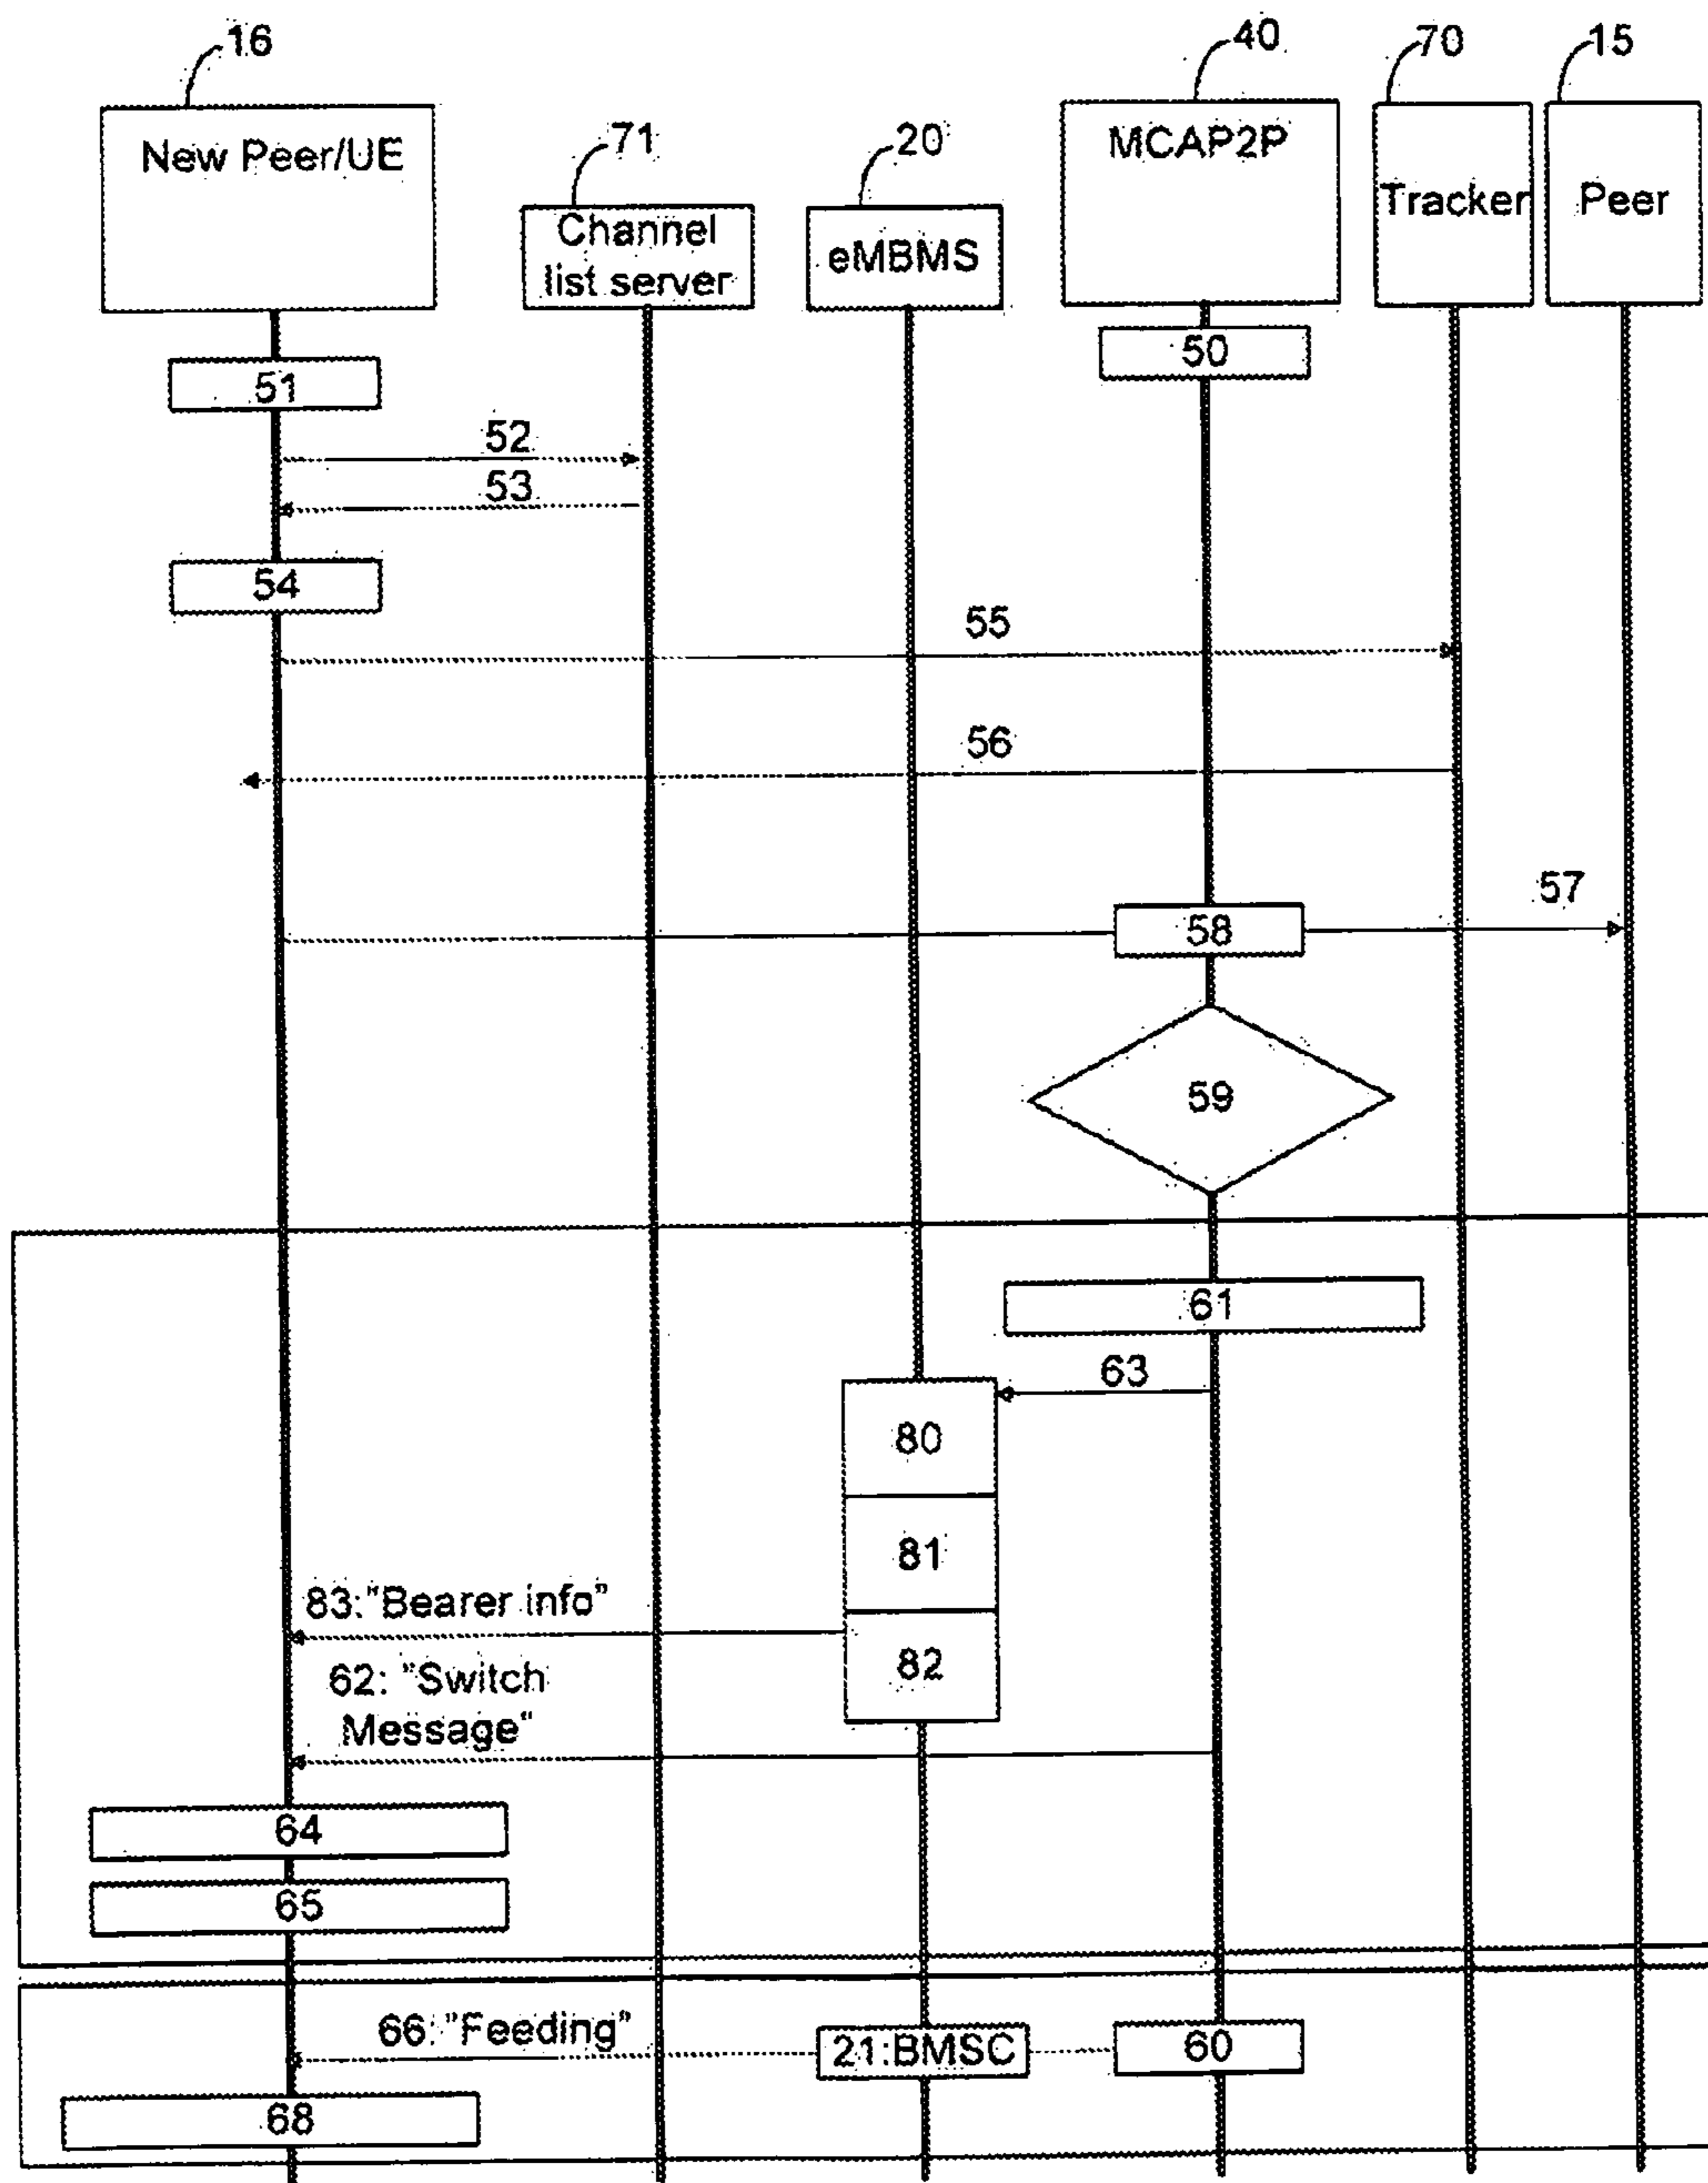 16
40
70
15
New Peer/UE
71
20
MCAP2P
Tracker
Peer
Channel
list server
eMBMS
50
51
52
53
54
55
56
57
58
59
61
63
80
81
83:"Bearer info"
82
62: "Switch
Message"
64
65
66:"Feeding"
21:BMSC
60
68